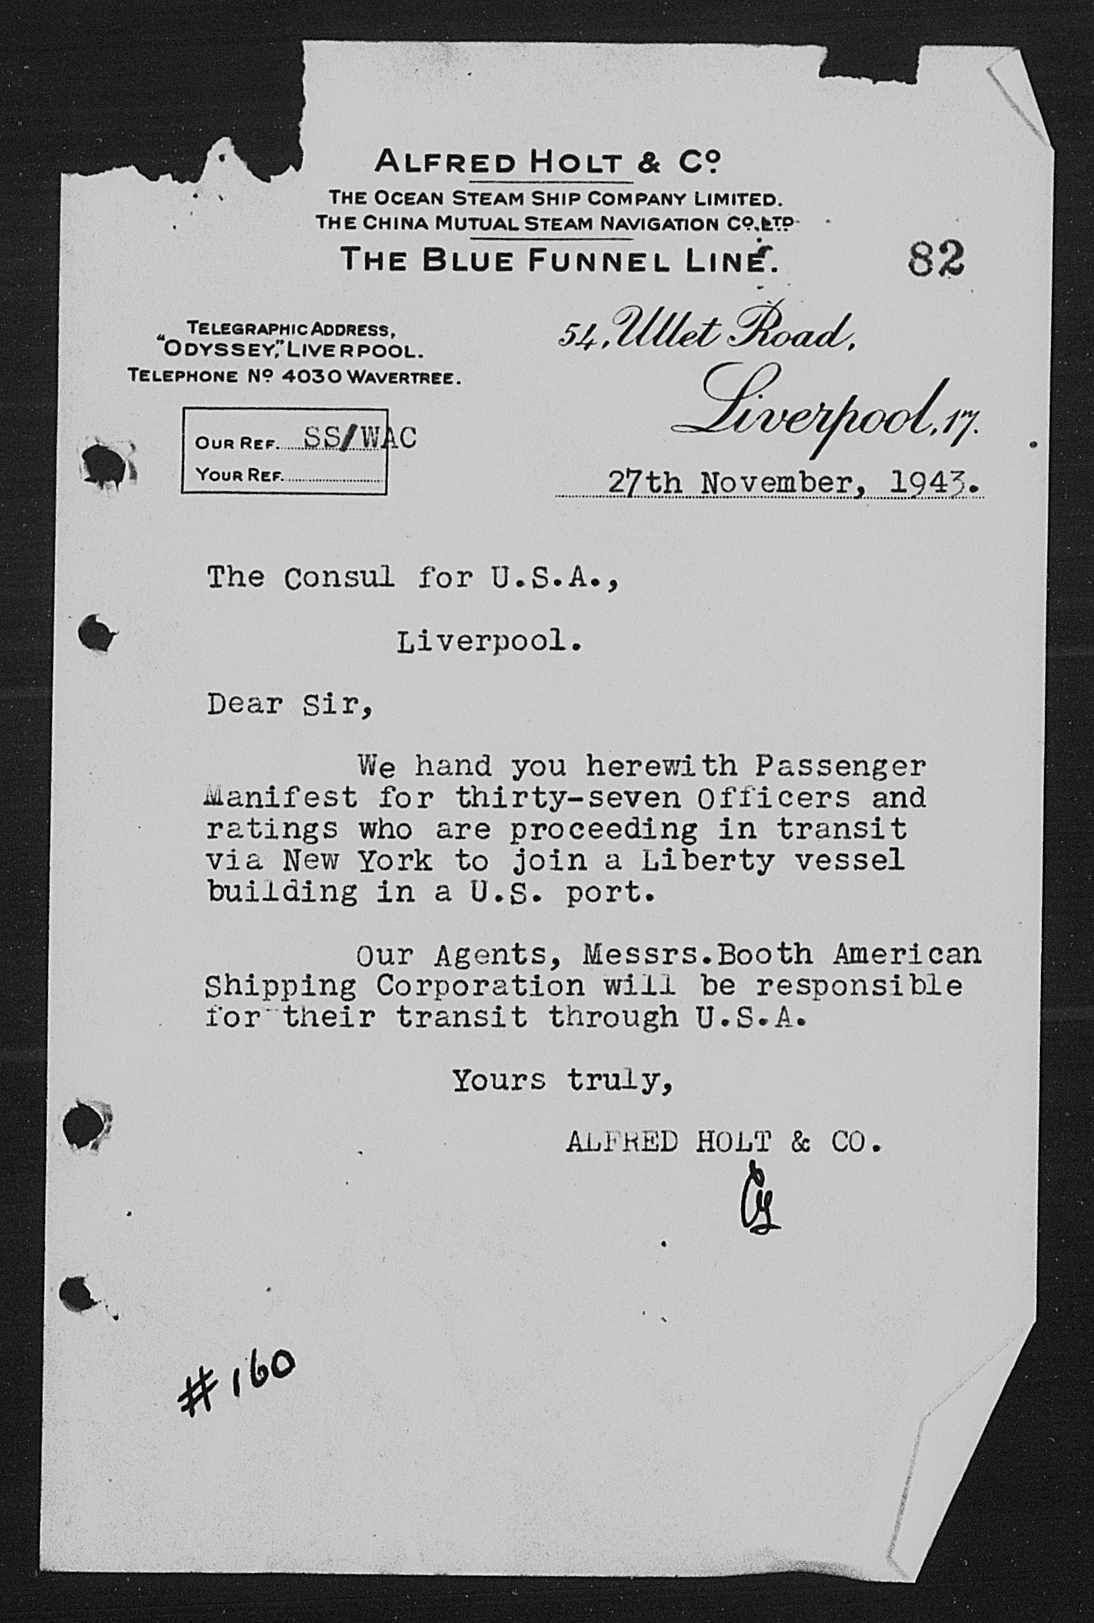 ALFRED HOLT & Cº
THE OCEAN STEAM SHIP COMPANY LIMITED.
THE CHINA MUTUAL STEAM NAVIGATION Cº.LTD.
THE BLUE FUNNEL LINE.
82
TELEGRAPHIC ADDRESS,
"ODYSSEY," LIVERPOOL.
TELEPHONE Nº 4030 WAVERTREE.
54, Ullet Road,
Liverpool, 17.
OUR REF. SS/WAC
YOUR REF.
27th November, 1943.
The Consul for U.S.A.,
Liverpool.
Dear Sir,
We hand you herewith Passenger
Manifest for thirty-seven Officers and
ratings who are proceeding in transit
via New York to join a Liberty vessel
building in a U.S. port.
Our Agents, Messrs.Booth American
Shipping Corporation will be responsible
for their transit through U.S.A.
Yours truly,
ALFRED HOLT & CO.
#160